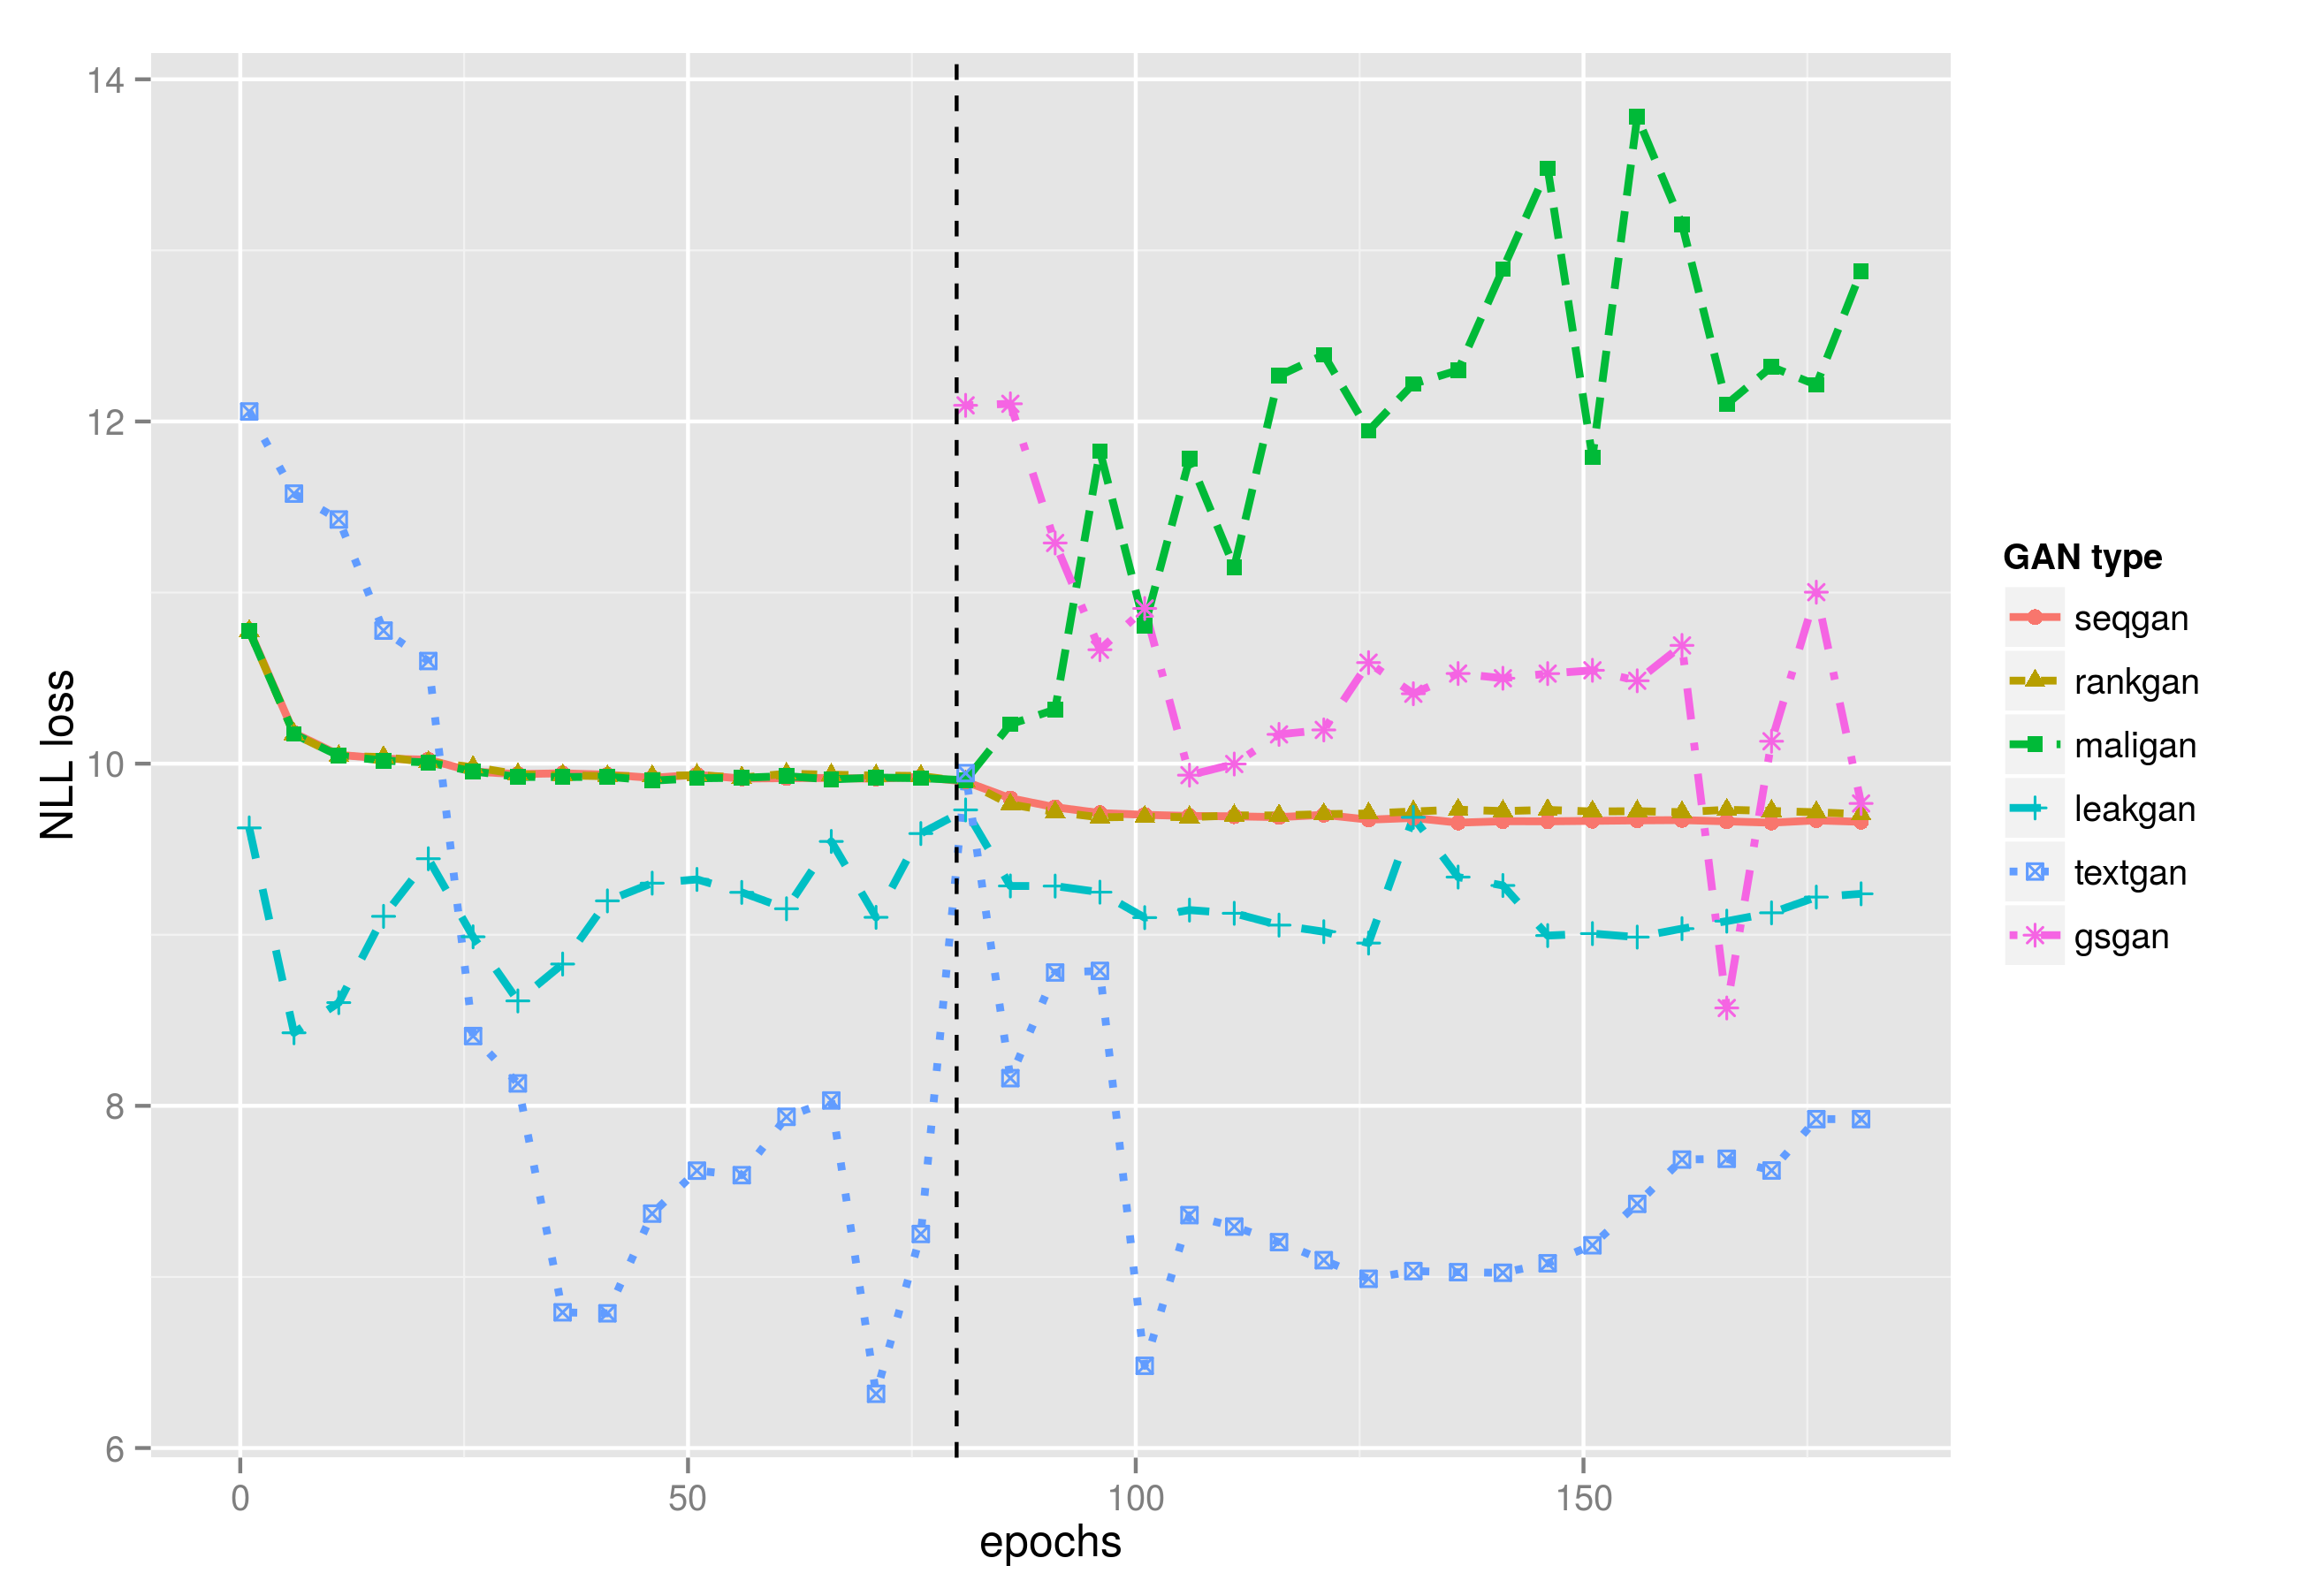 14
12
10
8
6
NLL loss
0 50 100 150
epochs
GAN type
seqgan
rankgan
maligan
leakgan
textgan
gsgan